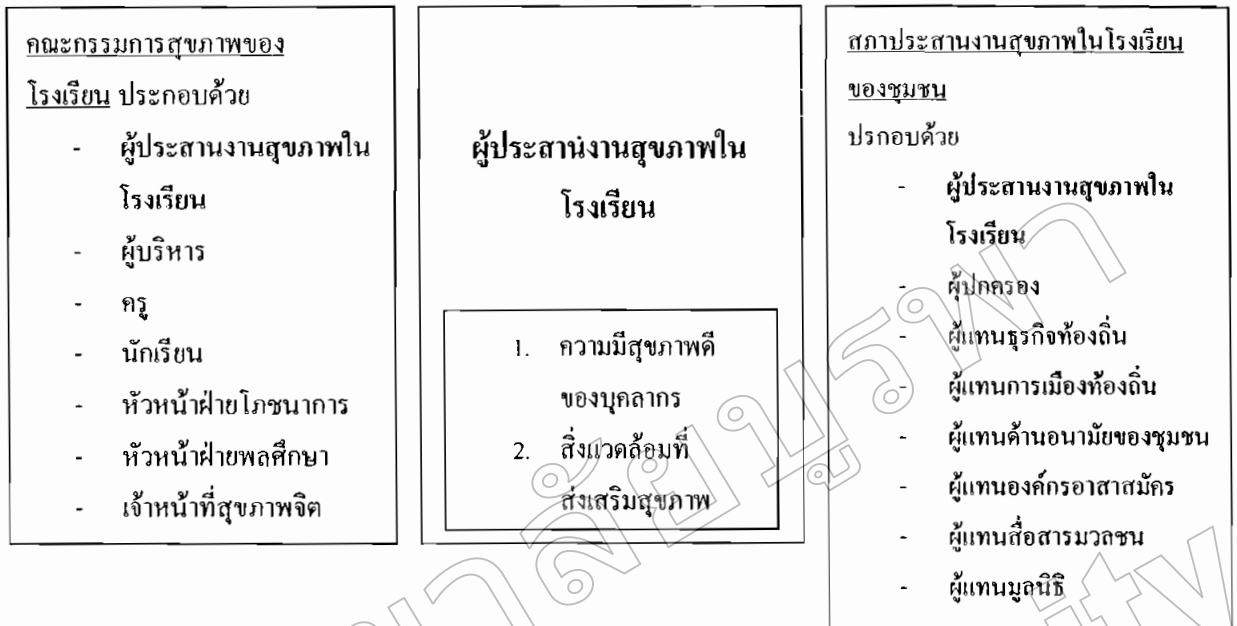 คณะกรรมการสุขภาพของ
โรงเรียน ประกอบด้วย
- ผู้ประสานงานสุขภาพใน
โรงเรียน
- ผู้บริหาร
- ครู
- นักเรียน
- หัวหน้าฝ่ายโภชนาการ
- หัวหน้าฝ่ายพลศึกษา
- เจ้าหน้าที่สุขภาพจิต
ผู้ประสานงานสุขภาพใน
โรงเรียน
1. ความมีสุขภาพดี
ของบุคลากร
2. สิ่งแวดล้อมที่
ส่งเสริมสุขภาพ
สภาประสานงานสุขภาพในโรงเรียน
ของชุมชน
ปรกอบด้วย
- ผู้ประสานงานสุขภาพใน
โรงเรียน
- ผุ้ปกครอง
- ผู้แทนธุรกิจท้องถิ่น
- ผู้แทนการเมืองท้องถิ่น
- ผู้แทนด้านอนามัยของชุมชน
- ผู้แทนองค์กรอาสาสมัคร
- ผู้แทนสื่อสารมวลชน
- ผู้แทนมูลนิธิ